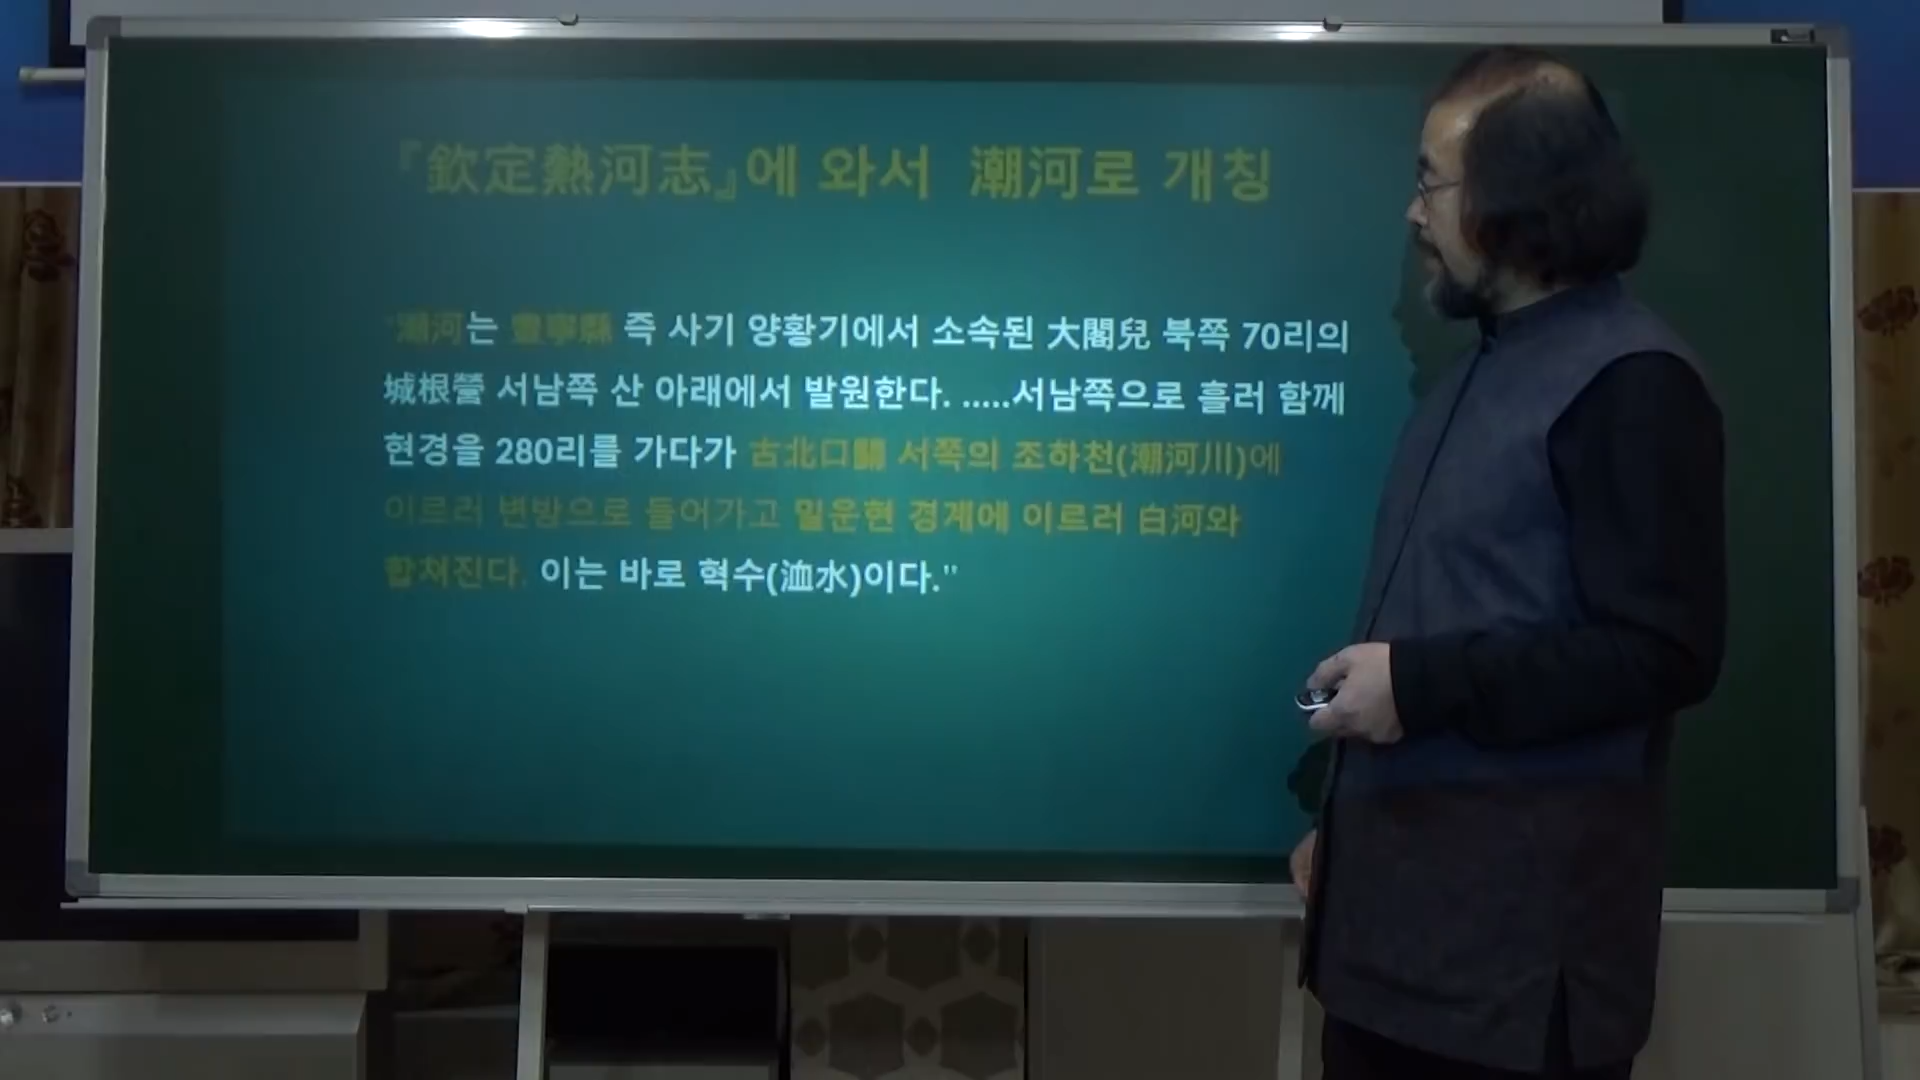 『欽定熱河志』에 와서 潮河로 개칭
"潮河는 豊寧縣 즉 사기 양황기에서 소속된 大閣兒 북쪽 70리의
城根營 서남쪽 산 아래에서 발원한다. .....서남쪽으로 흘러 함께
현경을 280리를 가다가 古北口關 서쪽의 조하천(潮河川)에
이르러 변방으로 들어가고 밀운현 경계에 이르러 白河와
합쳐진다. 이는 바로 혁수(洫水)이다."